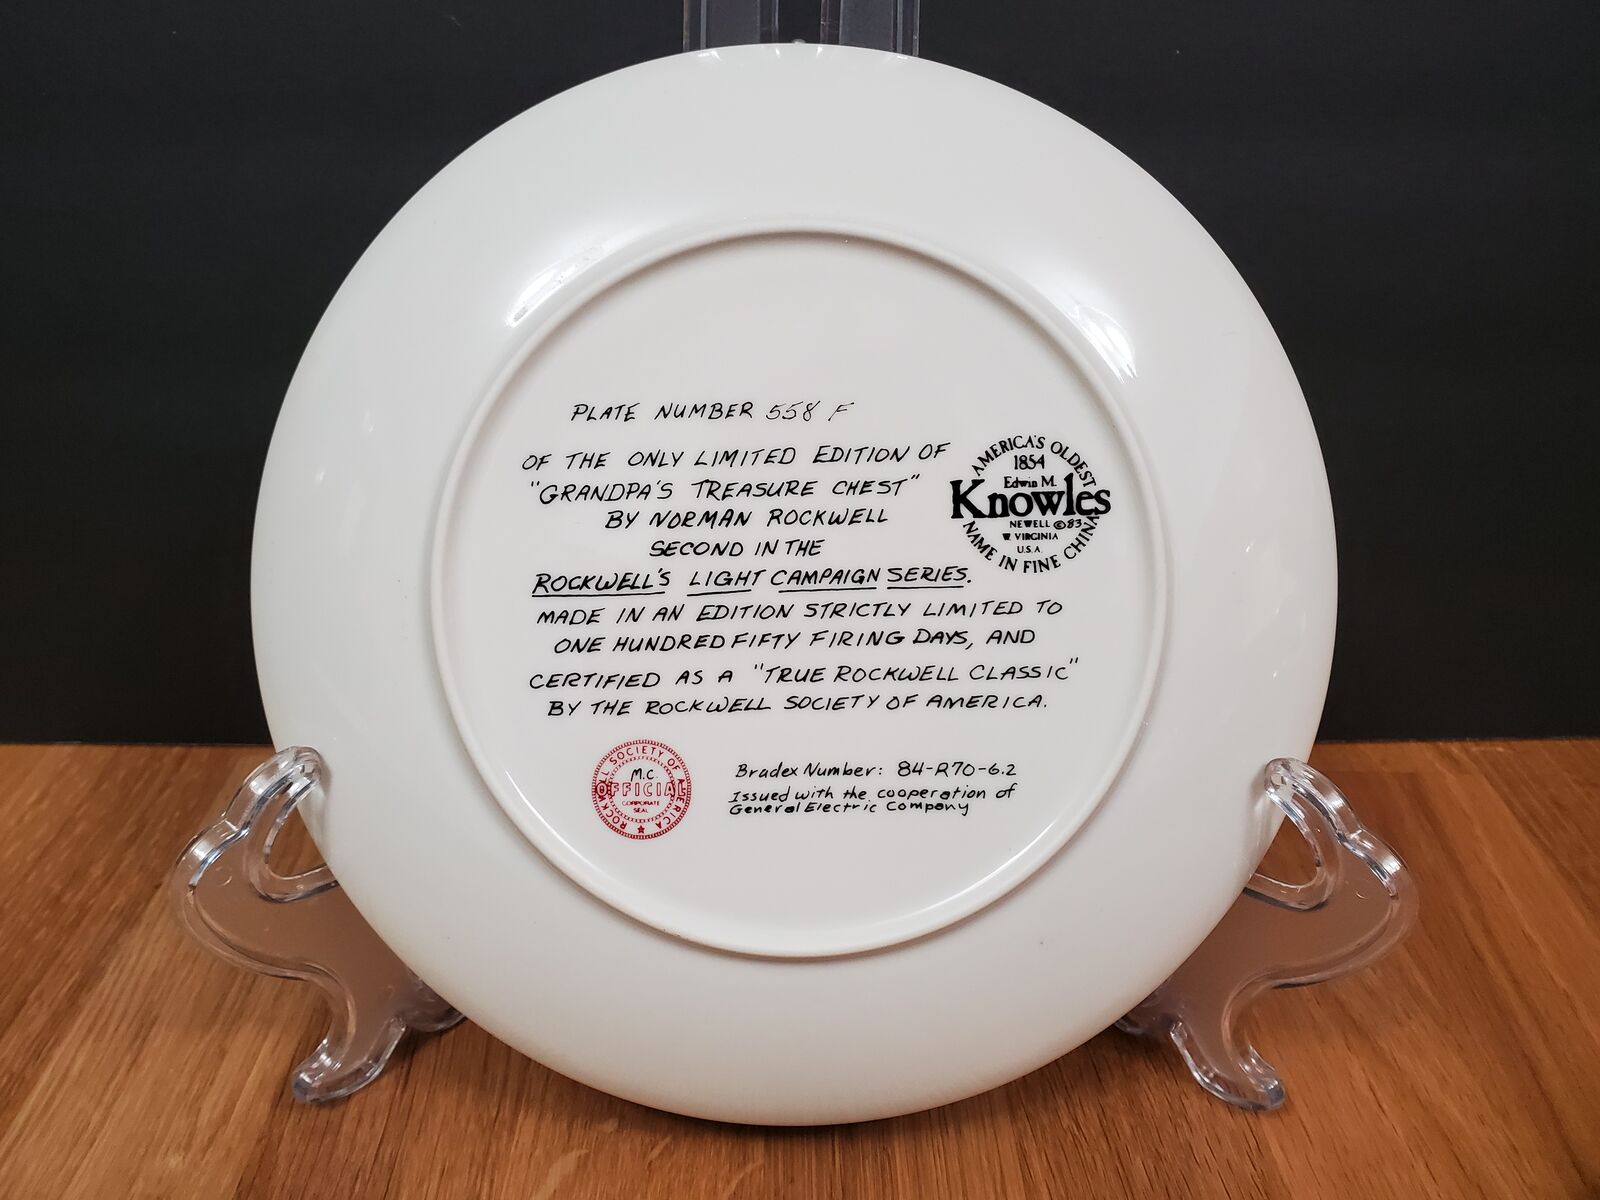 PLATE NUMBER 558 F
OF THE ONLY LIMITED EDITION OF
"GRANDPA'S TREASURE CHEST"
BY NORMAN ROCKWELL
SECOND IN THE
ROCKWELL'S LIGHT CAMPAIGN SERIES.
MADE IN AN EDITION STRICTLY LIMITED TO
ONE HUNDRED FIFTY FIRING DAYS, AND
CERTIFIED AS A "TRUE ROCKWELL CLASSIC"
BY THE ROCKWELL SOCIETY OF AMERICA.
AMERICA'S OLDEST
1854
Edwin M.
Knowles
NEWELL ©83
W. VIRGINIA
U.S.A.
NAME IN FINE CHINA
ROCKWELL SOCIETY OF AMERICA
M.C.
OFFICIAL
CORPORATE
SEAL
Bradex Number: 84-R70-6.2
Issued with the cooperation of
General Electric Company